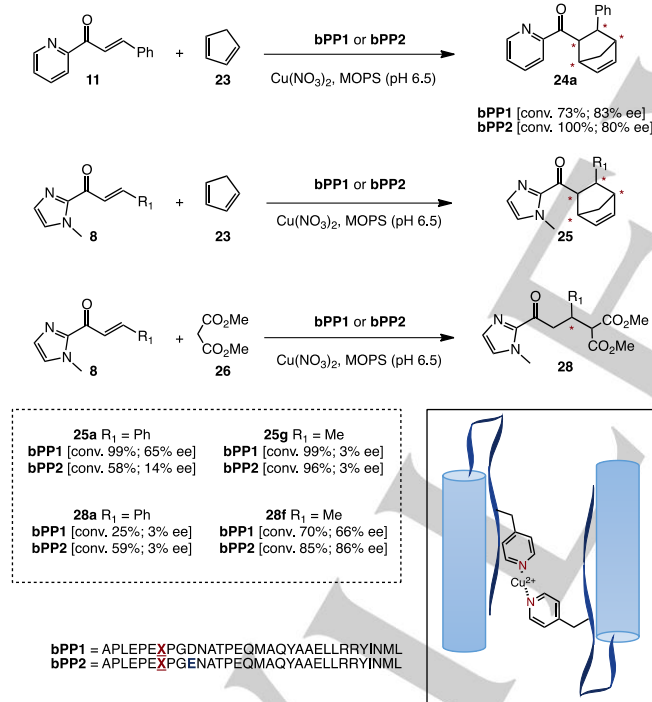 O
N
Ph
11
+
23
bPP1 or bPP2
Cu(NO3)2, MOPS (pH 6.5)
O
Ph
N
*
*
*
*
24a
bPP1 [conv. 73%; 83% ee]
bPP2 [conv. 100%; 80% ee]
O
N
N
R1
8
+
23
bPP1 or bPP2
Cu(NO3)2, MOPS (pH 6.5)
O
R1
N
N
*
*
*
*
25
O
N
N
R1
8
+
CO2Me
CO2Me
26
bPP1 or bPP2
Cu(NO3)2, MOPS (pH 6.5)
O
R1
N
N
*
CO2Me
CO2Me
28
25a R1 = Ph
bPP1 [conv. 99%; 65% ee]
bPP2 [conv. 58%; 14% ee]
25g R1 = Me
bPP1 [conv. 99%; 3% ee]
bPP2 [conv. 96%; 3% ee]
28a R1 = Ph
bPP1 [conv. 25%; 3% ee]
bPP2 [conv. 59%; 3% ee]
28f R1 = Me
bPP1 [conv. 70%; 66% ee]
bPP2 [conv. 85%; 86% ee]
N
Cu2+
N
bPP1 = APLEPEXPGDNATPEQMAQYAAELLRRYINML
bPP2 = APLEPEXPGENATPEQMAQYAAELLRRYINML